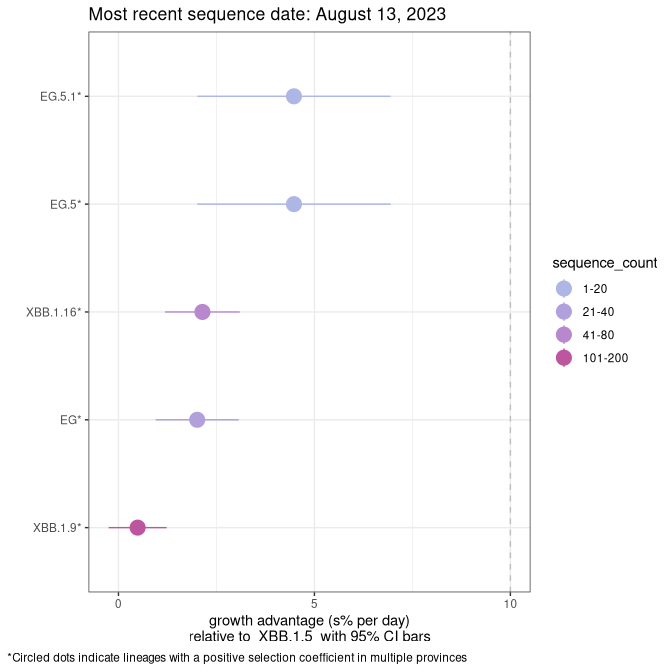 Most recent sequence date: August 13, 2023
EG.5.1*
EG.5*
XBB.1.16*
EG*
XBB.1.9*
0
5
10
growth advantage (s% per day)
relative to XBB.1.5 with 95% CI bars
sequence_count
1-20
21-40
41-80
101-200
*Circled dots indicate lineages with a positive selection coefficient in multiple provinces